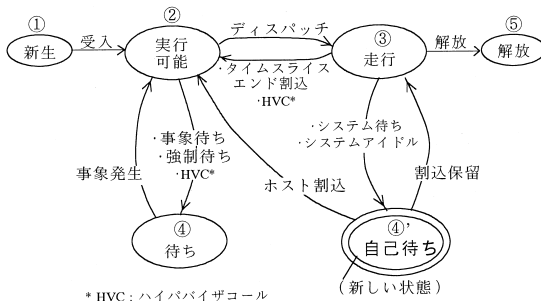 ①
新生
受入
②
実行
可能
ディスパッチ
・タイムスライス
エンド割込
・HVC*
③
走行
解放
⑤
解放
・事象待ち
・強制待ち
・HVC*
事象発生
④
待ち
ホスト割込
・システム待ち
・システムアイドル
割込保留
④'
自己待ち
(新しい状態)
* HVC : ハイパバイザコール